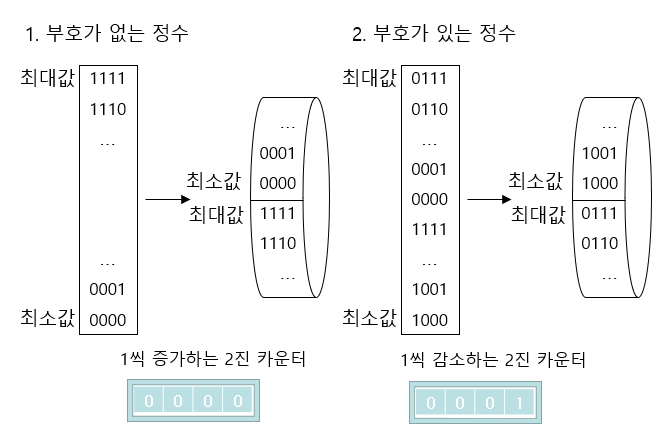 1. 부호가 없는 정수
최대값 1111
1110
...
...
0001
최소값 0000
...
0001
최소값 0000
최대값 1111
1110
...
1씩 증가하는 2진 카운터
0 0 0 0
2. 부호가 있는 정수
최대값 0111
0110
...
0001
0000
1111
...
1001
최소값 1000
...
1001
최소값 1000
최대값 0111
0110
...
1씩 감소하는 2진 카운터
0 0 0 1